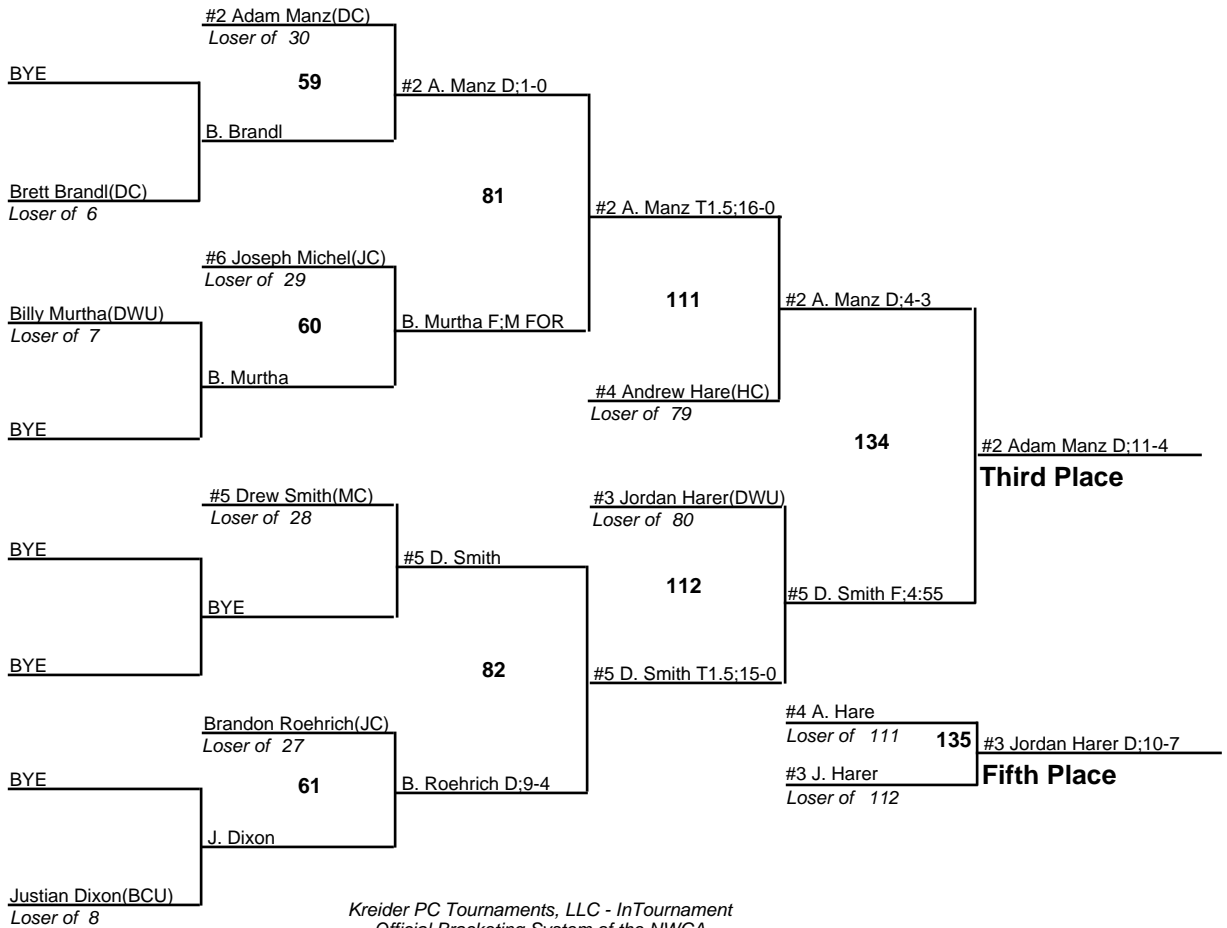 #2 Adam Manz(DC)
Loser of 30
BYE
59
#2 A. Manz D;1-0
B. Brandl
Brett Brandl(DC)
Loser of 6
81
#2 A. Manz T1.5;16-0
#6 Joseph Michel(JC)
Loser of 29
Billy Murtha(DWU)
Loser of 7
60
B. Murtha F;M FOR
111
#2 A. Manz D;4-3
B. Murtha
#4 Andrew Hare(HC)
Loser of 79
BYE
134
#2 Adam Manz D;11-4
Third Place
#5 Drew Smith(MC)
Loser of 28
#3 Jordan Harer(DWU)
Loser of 80
BYE
#5 D. Smith
112
#5 D. Smith F;4:55
BYE
BYE
82
#5 D. Smith T1.5;15-0
#4 A. Hare
Loser of 111
135
#3 Jordan Harer D;10-7
Fifth Place
#3 J. Harer
Loser of 112
Brandon Roehrich(JC)
Loser of 27
BYE
61
B. Roehrich D;9-4
J. Dixon
Justian Dixon(BCU)
Loser of 8
Kreider PC Tournaments, LLC - InTournament
Official Bracketing System of the NWCA